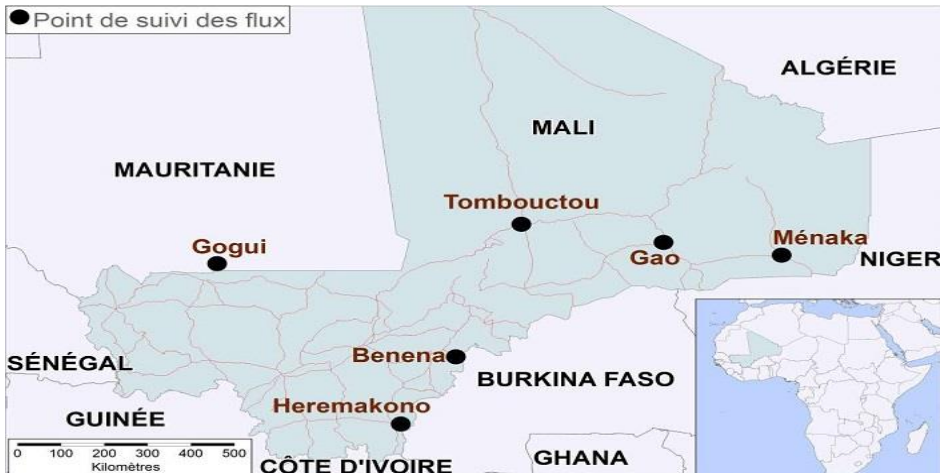 Point de suivi des flux
ALGÉRIE
MALI
MAURITANIE
Tombouctou
Gogui
Ménaka
Gao
NIGER
SÉNÉGAL
Benena
BURKINA FASO
Heremakono
GUINÉE
0 100 200 300 400 500
Kilomètres
CÔTE D'IVOIRE
GHANA